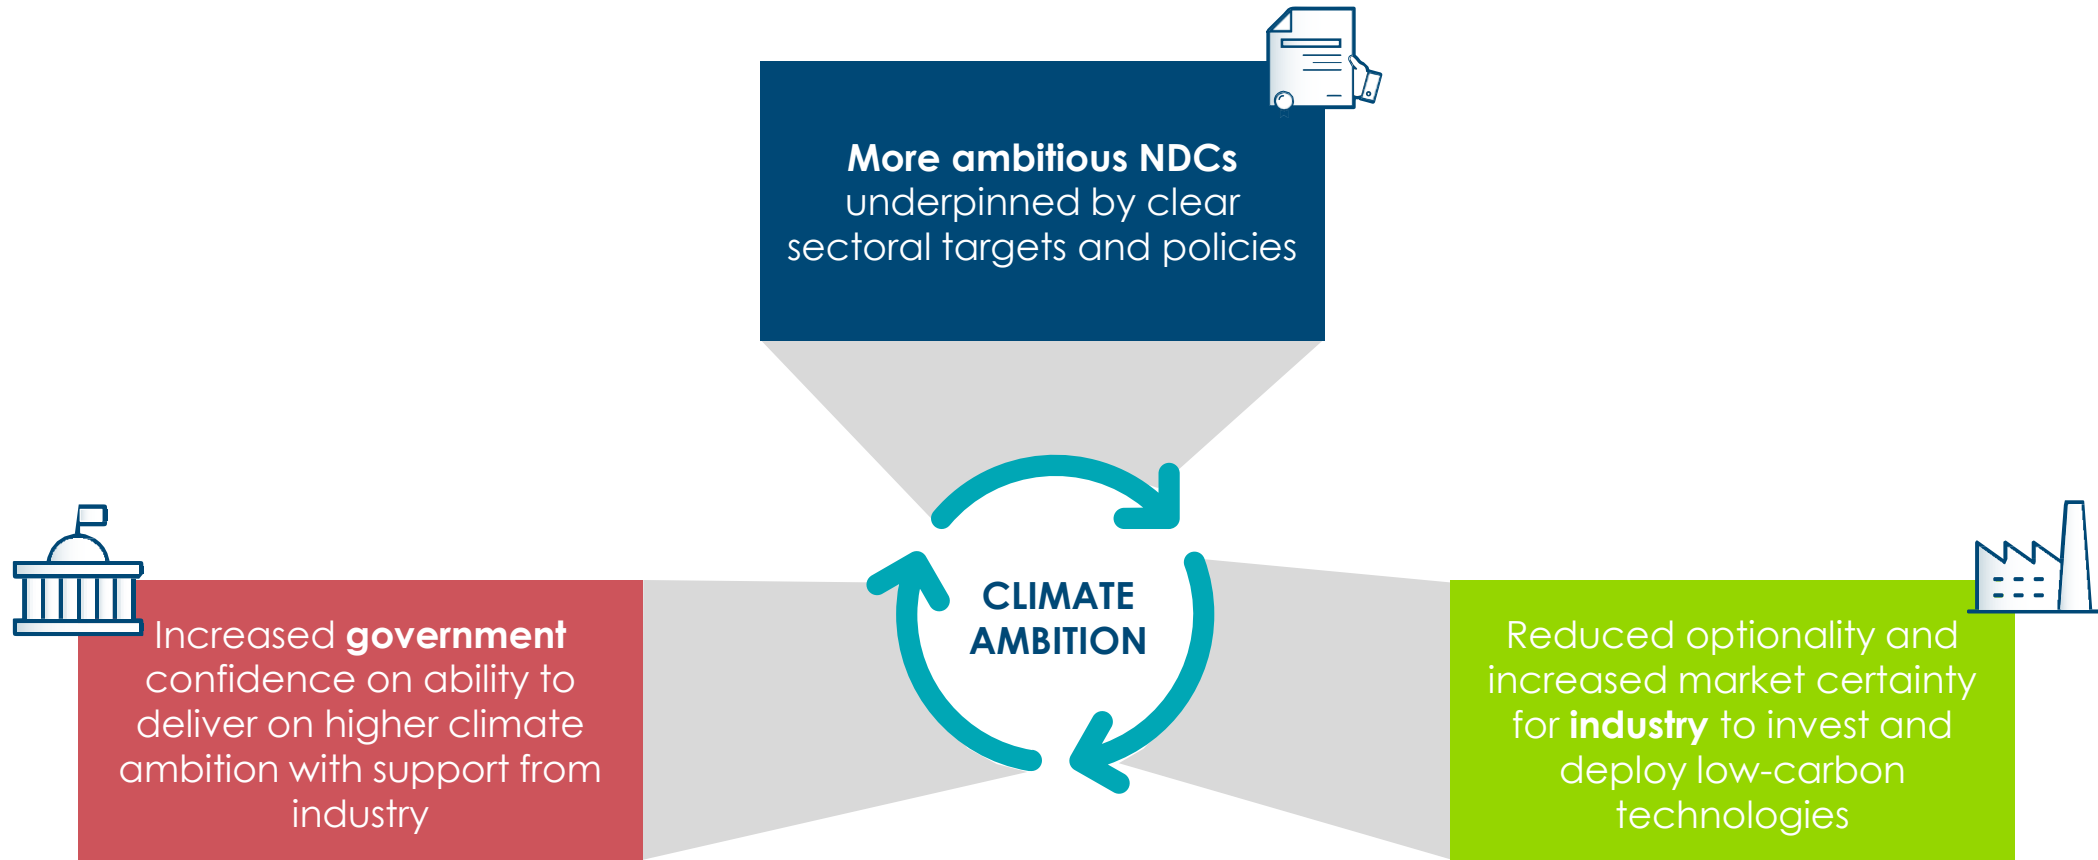 More ambitious NDCs
underpinned by clear
sectoral targets and policies
CLIMATE
AMBITION
Increased government
confidence on ability to
deliver on higher climate
ambition with support from
industry
Reduced optionality and
increased market certainty
for industry to invest and
deploy low-carbon
technologies